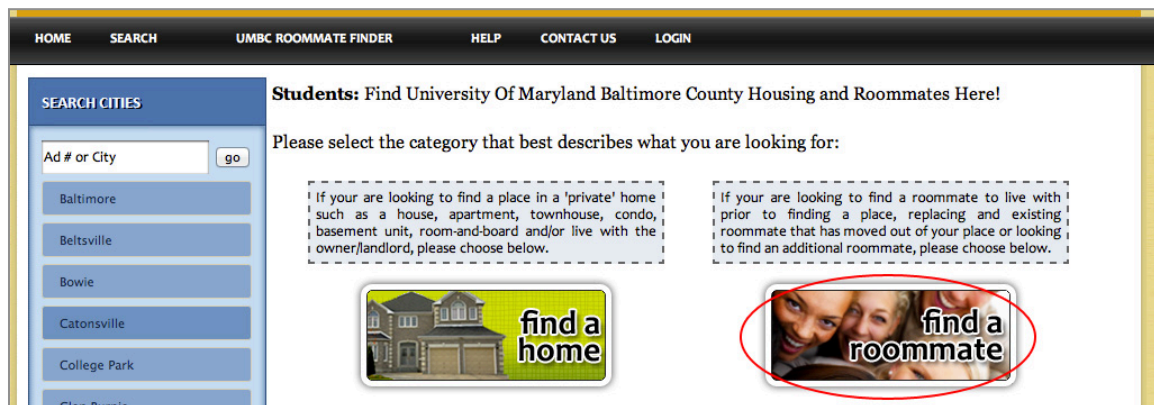 HOME SEARCH UMBC ROOMMATE FINDER HELP CONTACT US LOGIN
SEARCH CITIES
Ad # or City go
Baltimore
Beltsville
Bowie
Catonsville
College Park
Glen Burnie
Students: Find University Of Maryland Baltimore County Housing and Roommates Here!
Please select the category that best describes what you are looking for:
If your are looking to find a place in a 'private' home
such as a house, apartment, townhouse, condo,
basement unit, room-and-board and/or live with the
owner/landlord, please choose below.
find a
home
If your are looking to find a roommate to live with
prior to finding a place, replacing and existing
roommate that has moved out of your place or looking
to find an additional roommate, please choose below.
find a
roommate